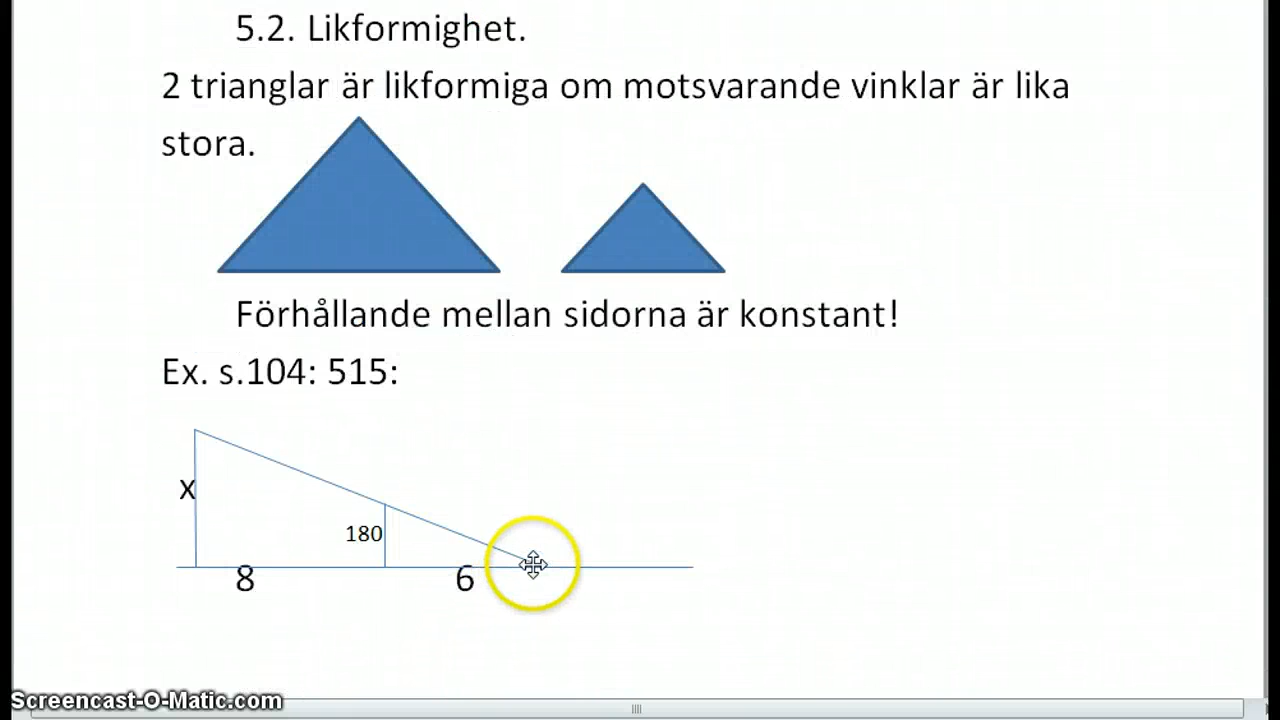 5.2. Likformighet.
2 trianglar är likformiga om motsvarande vinklar är lika
stora.
Förhållande mellan sidorna är konstant!
Ex. s.104: 515:
x
180
8 6
Screencast-O-Matic.com